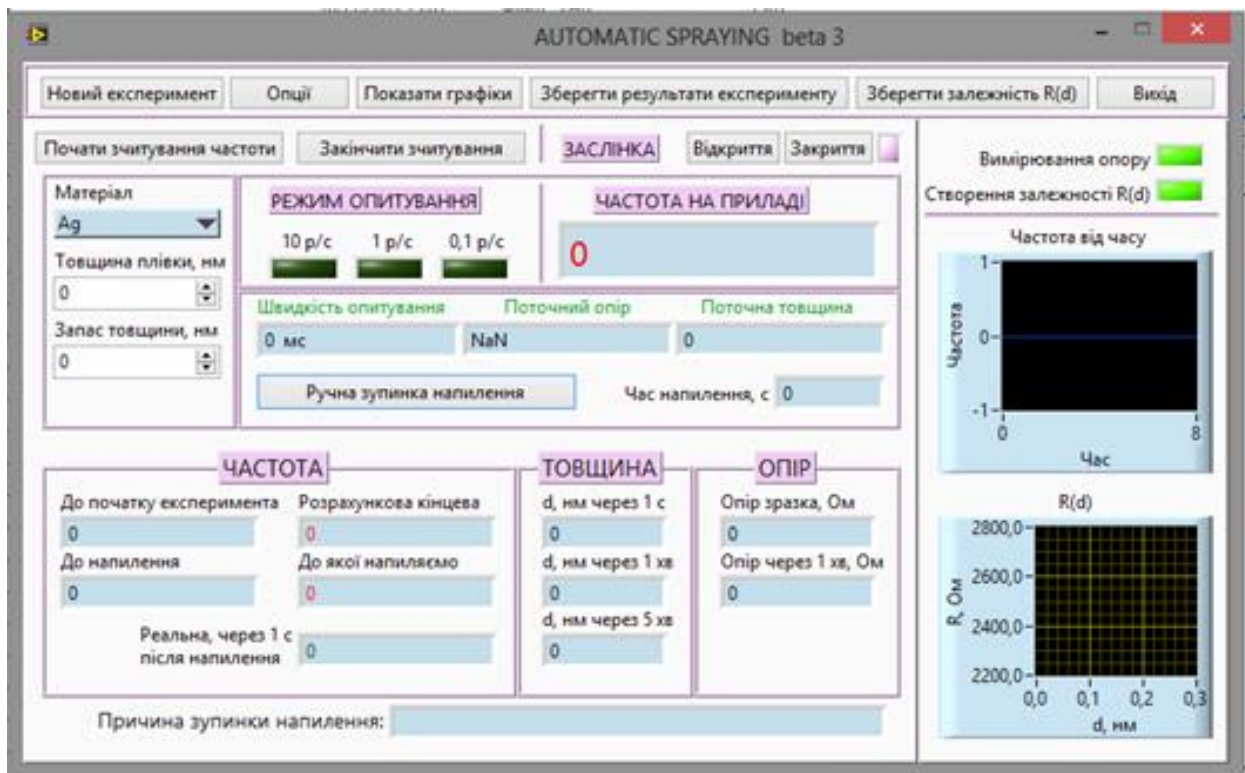 AUTOMATIC SPRAYING beta 3
Новий експеримент
Опції
Показати графіки
Зберегти результати експерименту
Зберегти залежність R(d)
Вихід
Почати зчитування частоти
Закінчити зчитування
ЗАСЛІНКА
Відкриття
Закриття
Матеріал
Ag
Товщина плівки, нм
0
Запас товщини, нм
0
РЕЖИМ ОПИТУВАННЯ
10 р/с 1 р/с 0,1 р/с
ЧАСТОТА НА ПРИЛАДІ
0
Швидкість опитування Поточний опір Поточна товщина
0 мс NaN 0
Ручна зупинка напилення
Час напилення, с 0
ЧАСТОТА
До початку експеримента Розрахункова кінцева
0 0
До напилення До якої напиляємо
0 0
Реальна, через 1 с
після напилення
0
ТОВЩИНА
d, нм через 1 с
0
d, нм через 1 хв
0
d, нм через 5 хв
0
ОПІР
Опір зразка, Ом
0
Опір через 1 хв, Ом
0
Причина зупинки напилення:
Вимірювання опору
Створення залежності R(d)
Частота від часу
Частота
1
0
-1
0 8
Час
R(d)
R, Ом
2800,0
2600,0
2400,0
2200,0
0,0 0,1 0,2 0,3
d, нм